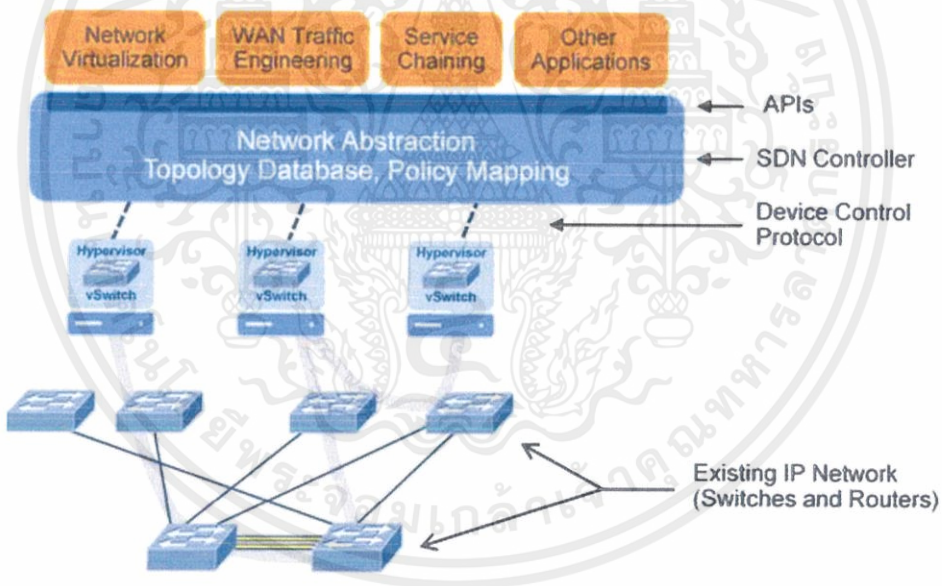 Network
Virtualization
WAN Traffic
Engineering
Service
Chaining
Other
Applications
APIs
Network Abstraction
Topology Database, Policy Mapping
SDN Controller
Device Control
Protocol
Hypervisor
vSwitch
Hypervisor
vSwitch
Hypervisor
vSwitch
Existing IP Network
(Switches and Routers)